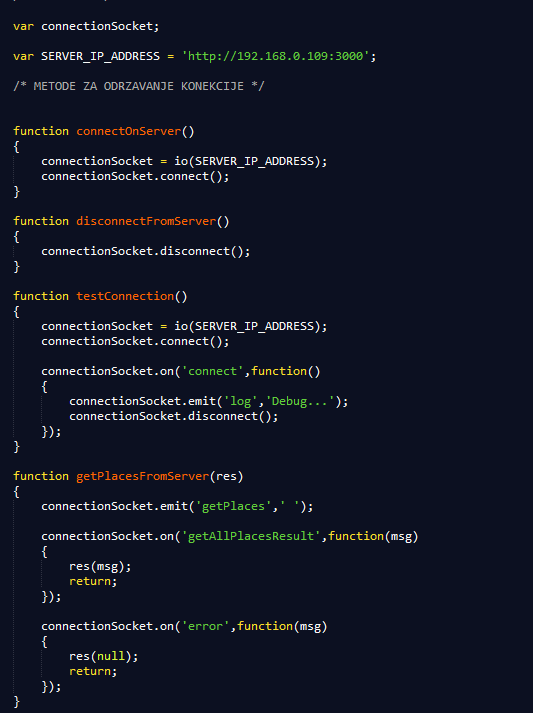 var connectionSocket;
var SERVER_IP_ADDRESS = 'http://192.168.0.109:3000';
/* METODE ZA ODRZAVANJE KONEKCIJE */
function connectOnServer()
{
    connectionSocket = io(SERVER_IP_ADDRESS);
    connectionSocket.connect();
}
function disconnectFromServer()
{
    connectionSocket.disconnect();
}
function testConnection()
{
    connectionSocket = io(SERVER_IP_ADDRESS);
    connectionSocket.connect();
    connectionSocket.on('connect',function()
    {
        connectionSocket.emit('log','Debug...');
        connectionSocket.disconnect();
    });
}
function getPlacesFromServer(res)
{
    connectionSocket.emit('getPlaces',' ');
    connectionSocket.on('getAllPlacesResult',function(msg)
    {
        res(msg);
        return;
    });
    connectionSocket.on('error',function(msg)
    {
        res(null);
        return;
    });
}